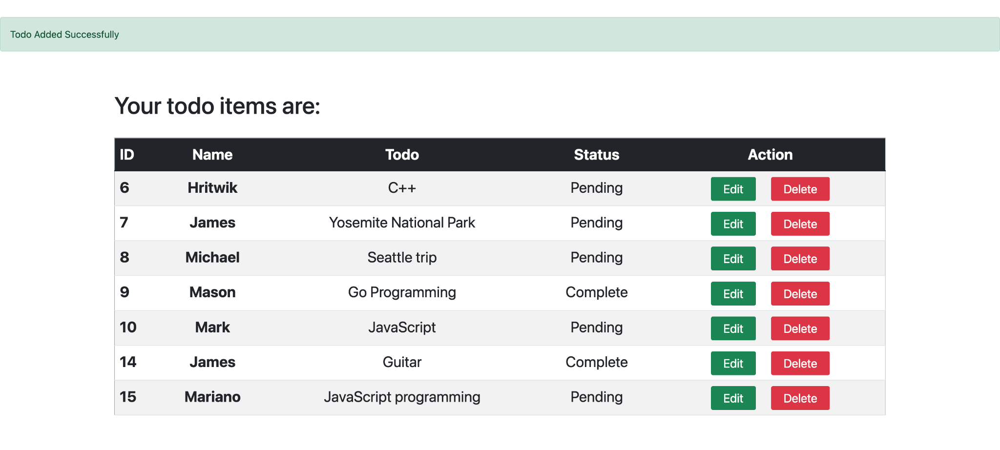 Todo Added Successfully
Your todo items are:
ID Name Todo Status Action
6 Hritwik C++ Pending Edit Delete
7 James Yosemite National Park Pending Edit Delete
8 Michael Seattle trip Pending Edit Delete
9 Mason Go Programming Complete Edit Delete
10 Mark JavaScript Pending Edit Delete
14 James Guitar Complete Edit Delete
15 Mariano JavaScript programming Pending Edit Delete